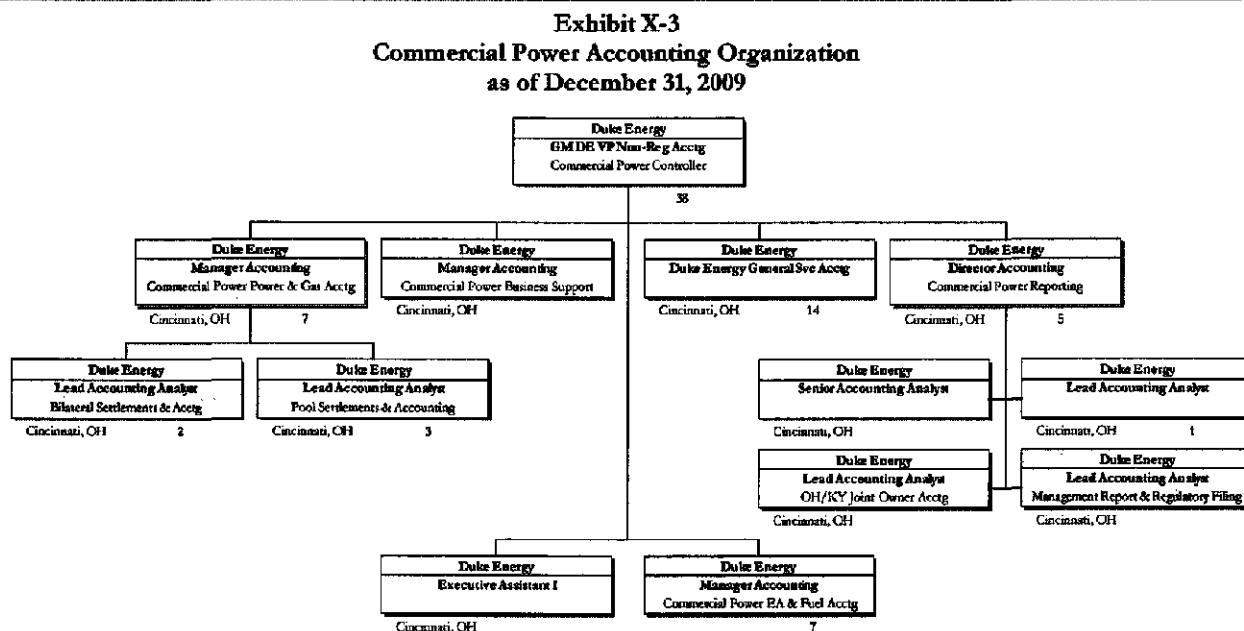 Exhibit X-3
Commercial Power Accounting Organization
as of December 31, 2009
Duke Energy
GM DE VP Non-Reg Acctg
Commercial Power Controller
38
Duke Energy
Manager Accounting
Commercial Power Power & Gas Acctg
Cincinnati, OH 7
Duke Energy
Manager Accounting
Commercial Power Business Support
Cincinnati, OH
Duke Energy
Duke Energy General Svc Acctg
Cincinnati, OH 14
Duke Energy
Director Accounting
Commercial Power Reporting
Cincinnati, OH 5
Duke Energy
Lead Accounting Analyst
Bilateral Settlements & Acctg
Cincinnati, OH 2
Duke Energy
Lead Accounting Analyst
Pool Settlements & Accounting
Cincinnati, OH 3
Duke Energy
Senior Accounting Analyst
Cincinnati, OH
Duke Energy
Lead Accounting Analyst
Cincinnati, OH 1
Duke Energy
Lead Accounting Analyst
OH/KY Joint Owner Acctg
Cincinnati, OH
Duke Energy
Lead Accounting Analyst
Management Report & Regulatory Filing
Cincinnati, OH
Duke Energy
Executive Assistant I
Cincinnati, OH
Duke Energy
Manager Accounting
Commercial Power EA & Fuel Acctg
7